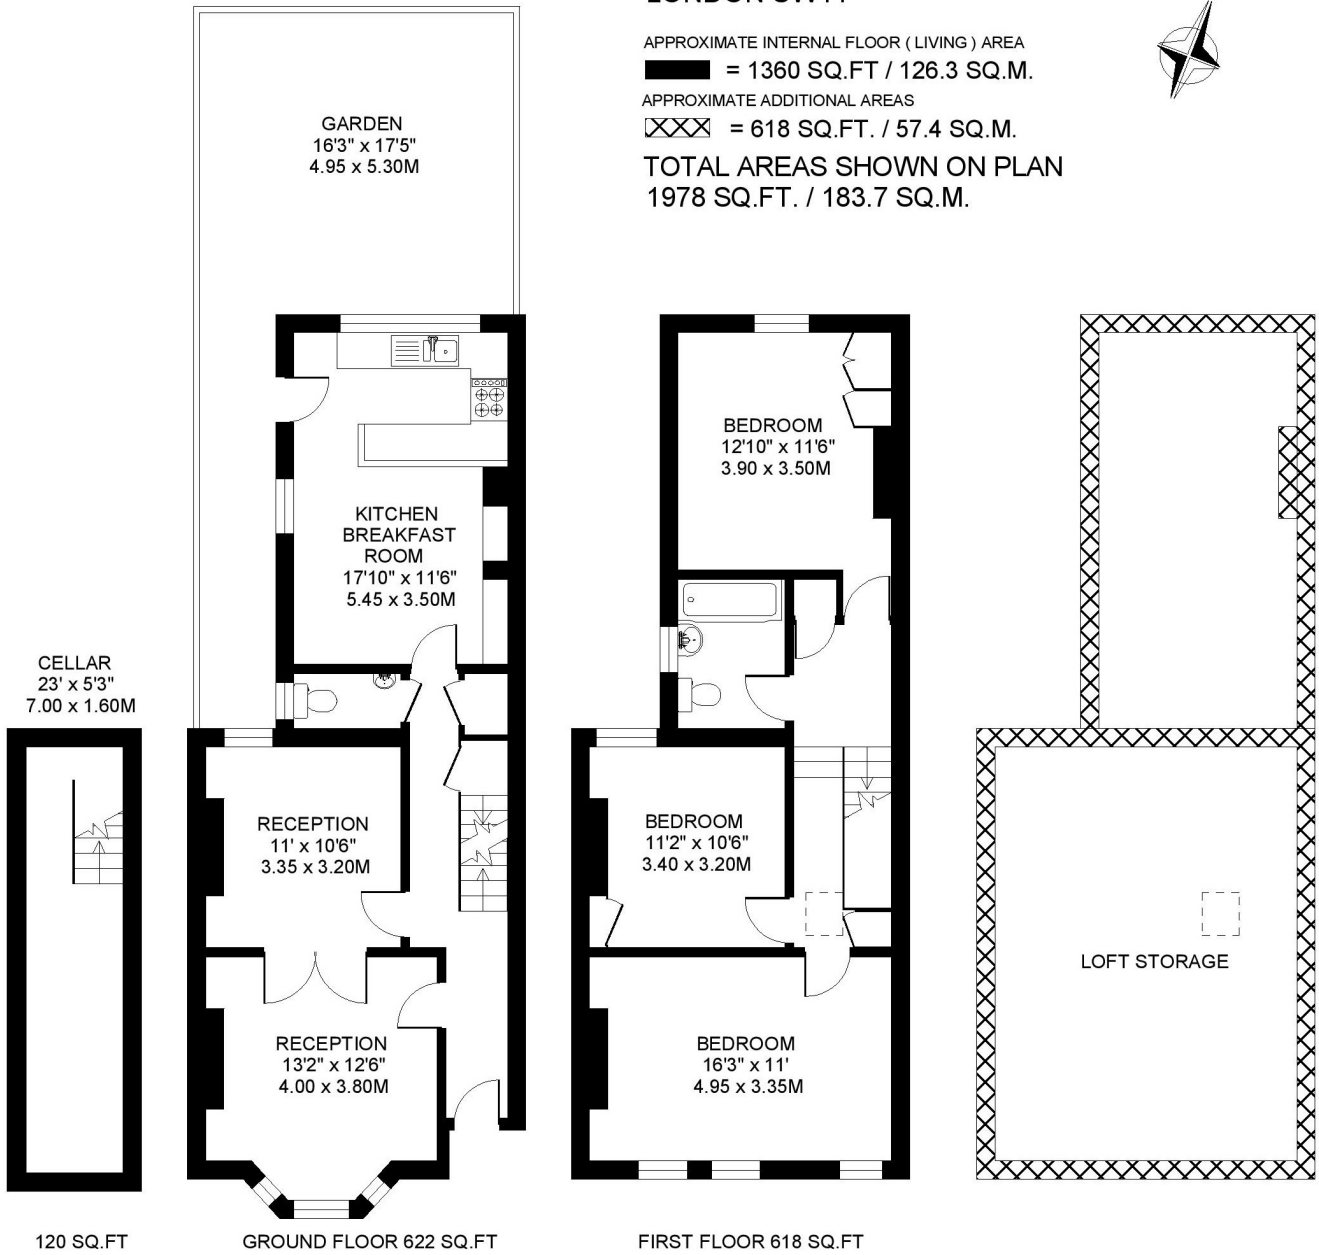 APPROXIMATE INTERNAL FLOOR ( LIVING ) AREA
= 1360 SQ.FT / 126.3 SQ.M.
APPROXIMATE ADDITIONAL AREAS
= 618 SQ.FT. / 57.4 SQ.M.
TOTAL AREAS SHOWN ON PLAN
1978 SQ.FT. / 183.7 SQ.M.
GARDEN
16'3" x 17'5"
4.95 x 5.30M
KITCHEN
BREAKFAST
ROOM
17'10" x 11'6"
5.45 x 3.50M
BEDROOM
12'10" x 11'6"
3.90 x 3.50M
CELLAR
23' x 5'3"
7.00 x 1.60M
RECEPTION
11' x 10'6"
3.35 x 3.20M
BEDROOM
11'2" x 10'6"
3.40 x 3.20M
LOFT STORAGE
RECEPTION
13'2" x 12'6"
4.00 x 3.80M
BEDROOM
16'3" x 11'
4.95 x 3.35M
120 SQ.FT
GROUND FLOOR 622 SQ.FT
FIRST FLOOR 618 SQ.FT